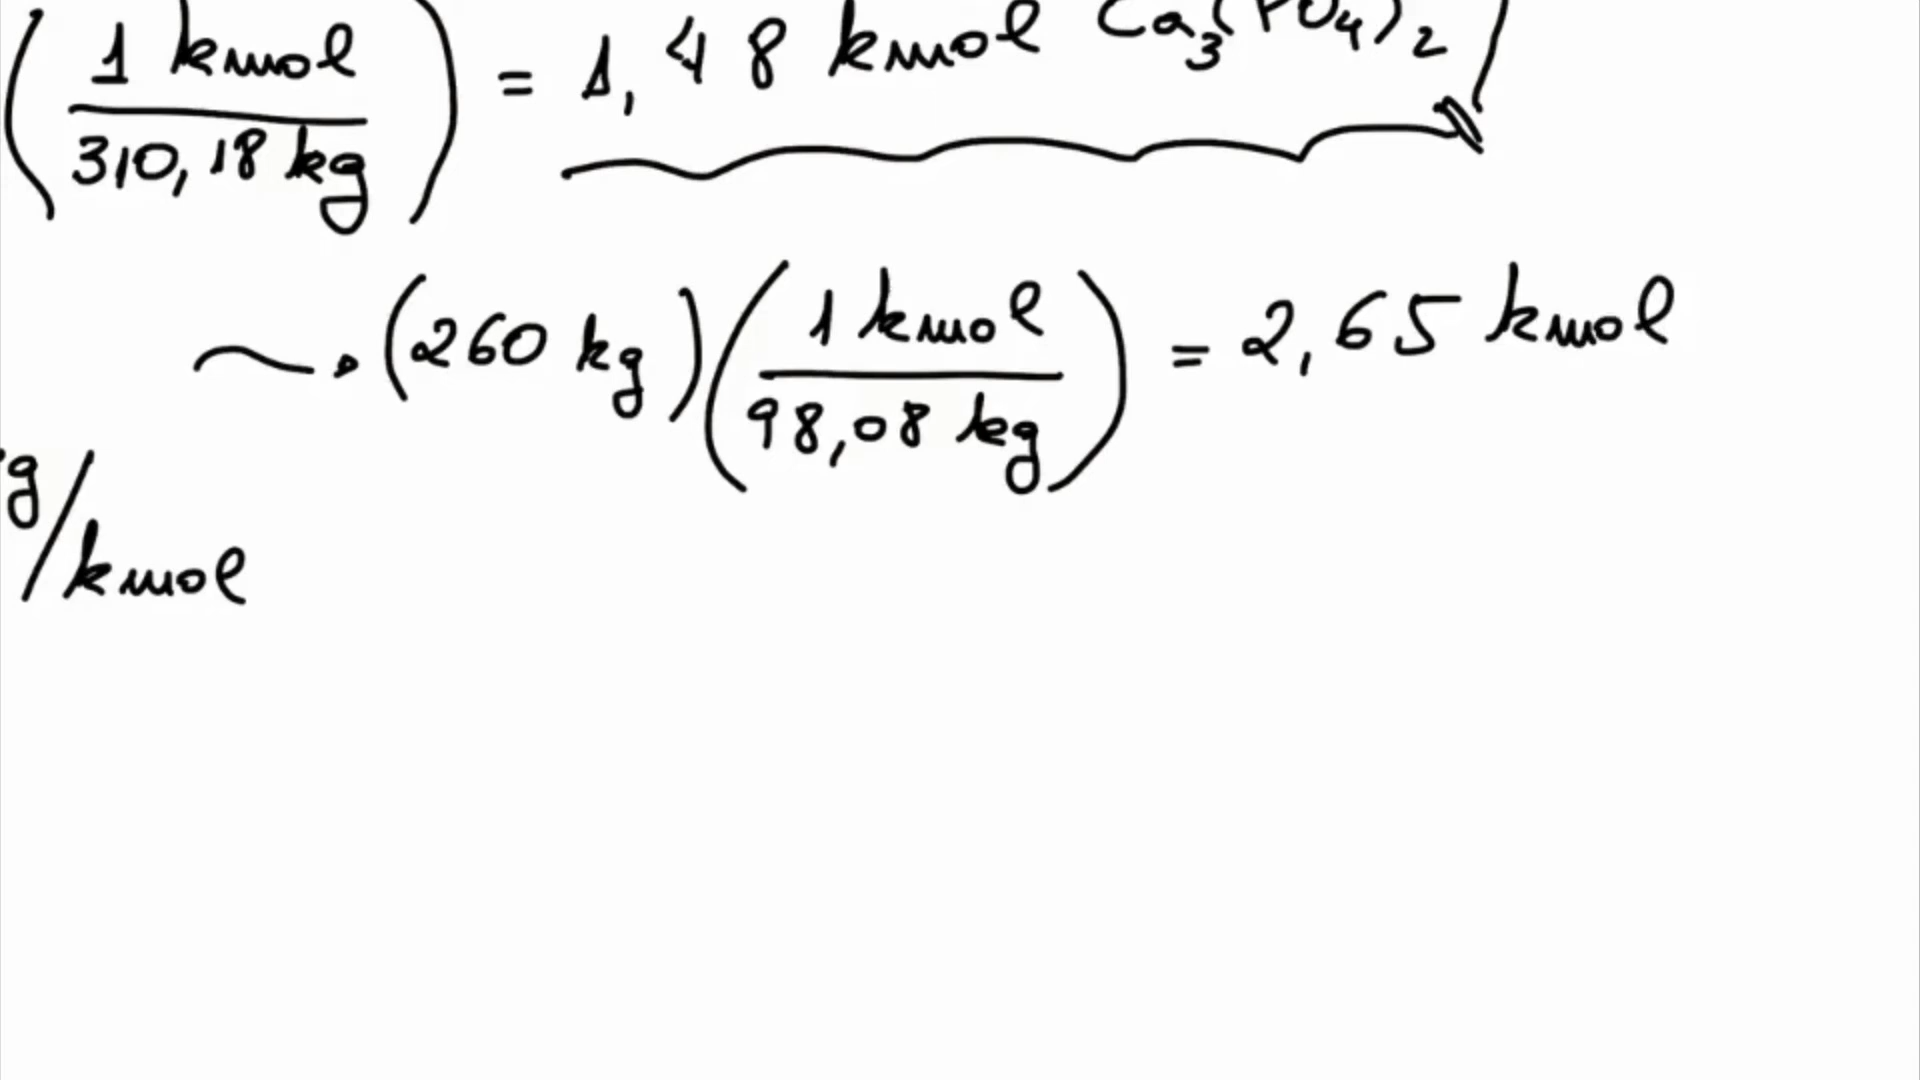 (1 kmol / 310,18 kg) = 1,48 kmol Ca₃(PO₄)₂
(260 kg)(1 kmol / 98,08 kg) = 2,65 kmol
g/kmol